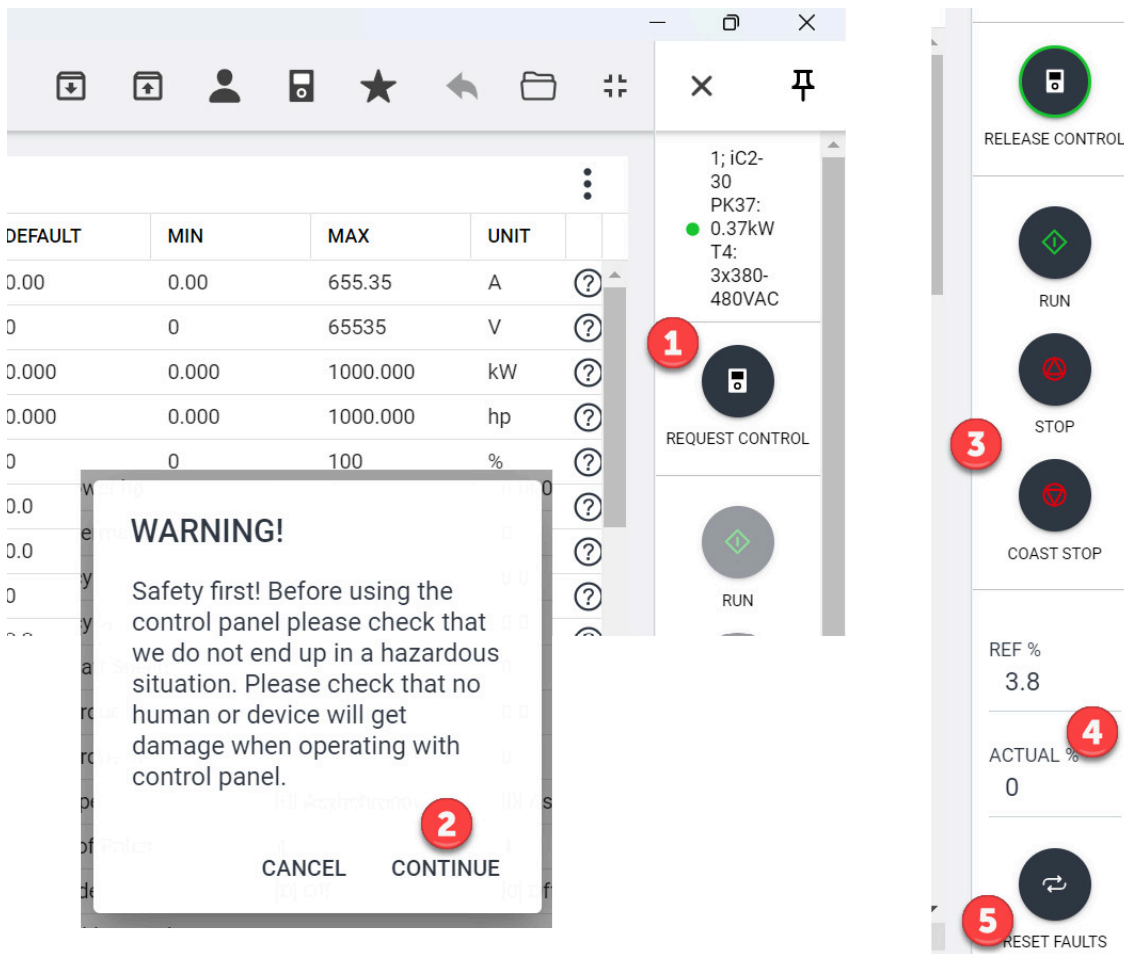 1; iC2-
30
PK37:
0.37kW
T4:
3x380-
480VAC
DEFAULT MIN MAX UNIT
0.00 0.00 655.35 A
0 0 65535 V
0.000 0.000 1000.000 kW
0.000 0.000 1000.000 hp
0 0 100 %
0.0
0.0
0
1
REQUEST CONTROL
RUN
WARNING!
Safety first! Before using the
control panel please check that
we do not end up in a hazardous
situation. Please check that no
human or device will get
damage when operating with
control panel.
2
CANCEL CONTINUE
RELEASE CONTROL
RUN
STOP
3
COAST STOP
REF %
3.8
4
ACTUAL %
0
5
RESET FAULTS